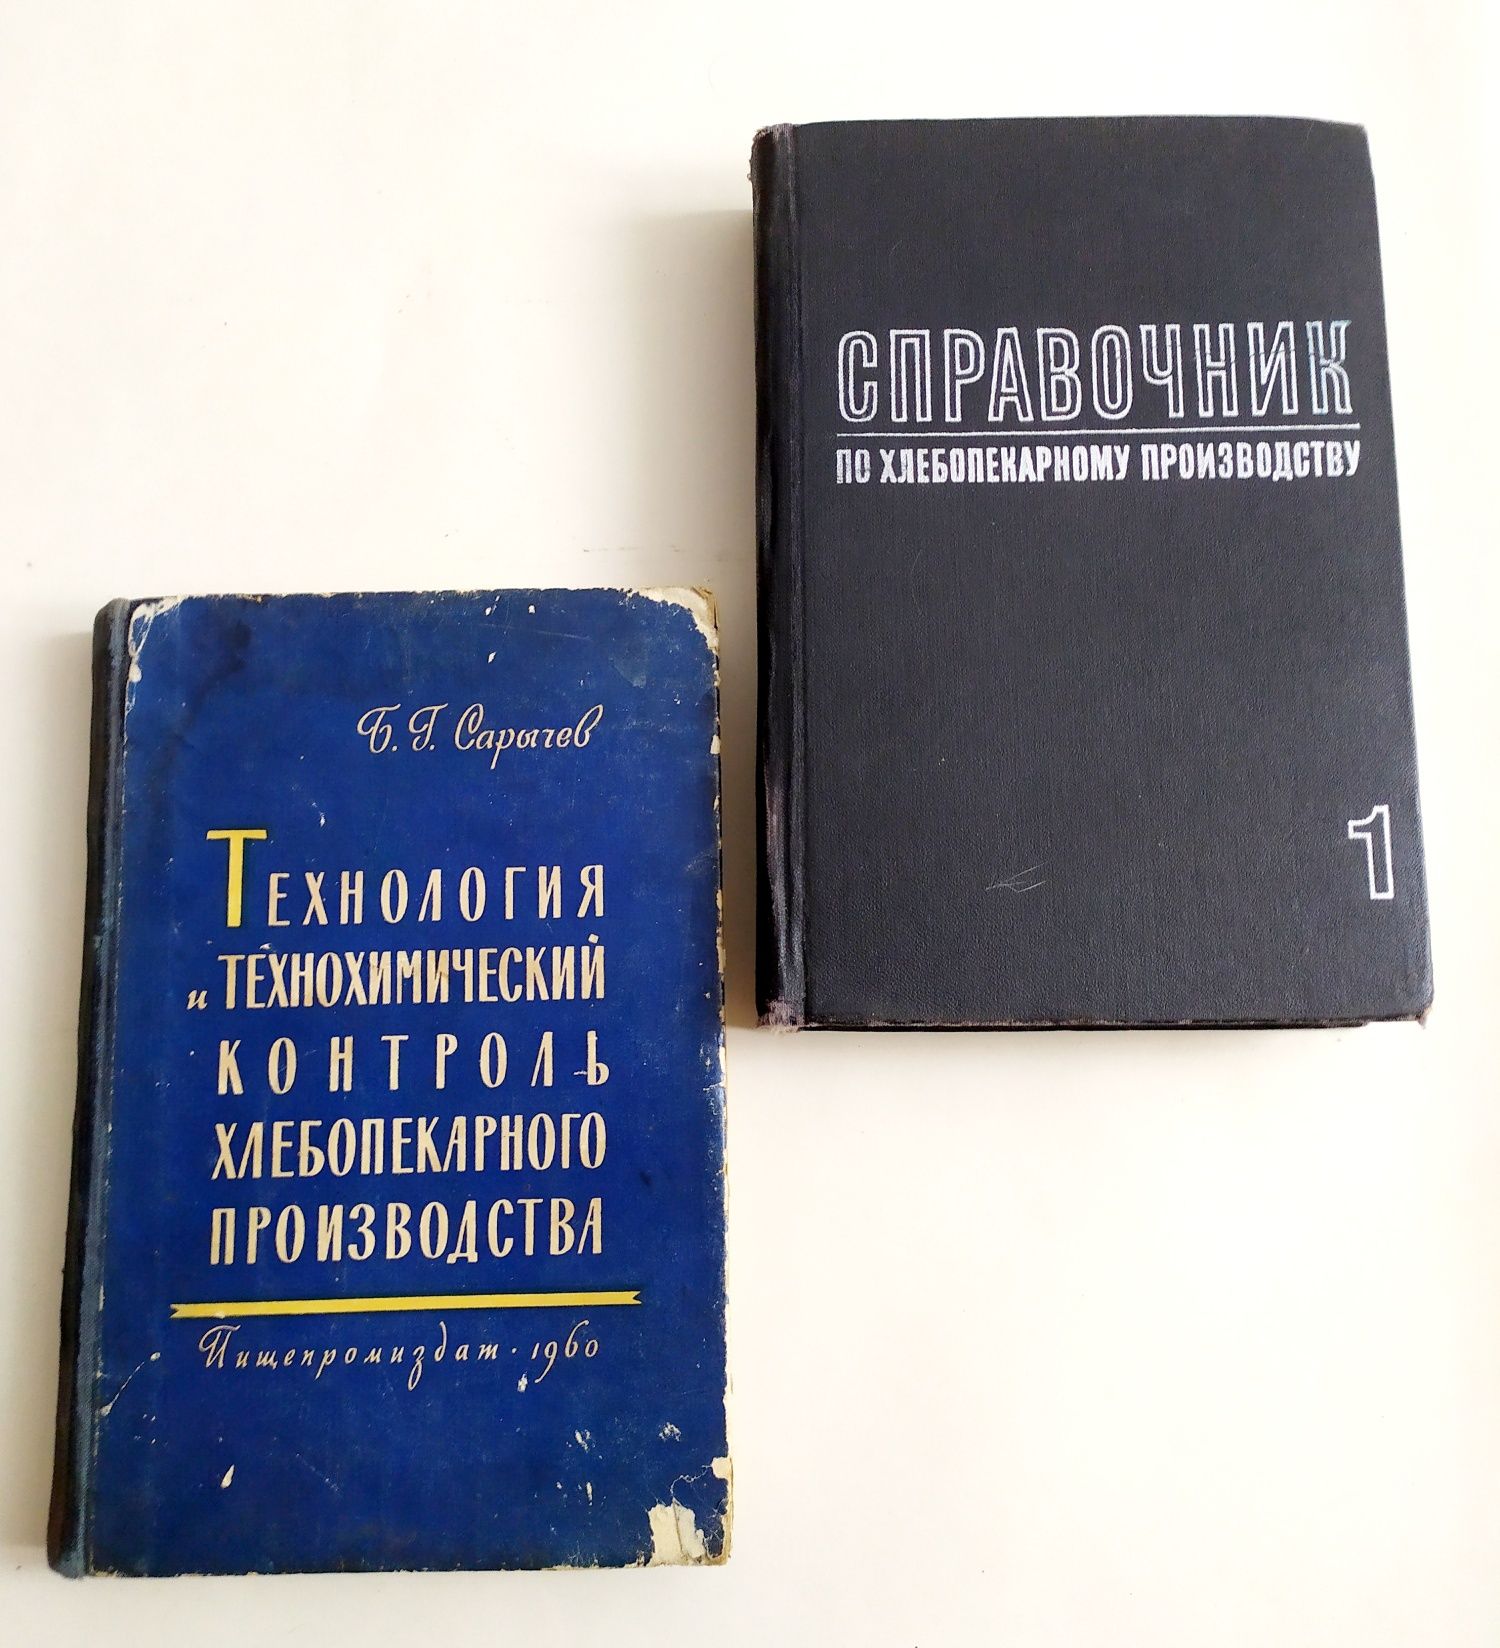 СПРАВОЧНИК
ПО ХЛЕБОПЕКАРНОМУ ПРОИЗВОДСТВУ
1
Б. Г. Сарычев
ТЕХНОЛОГИЯ
и ТЕХНОХИМИЧЕСКИЙ
КОНТРОЛЬ
ХЛЕБОПЕКАРНОГО
ПРОИЗВОДСТВА
Пищепромиздат · 1960